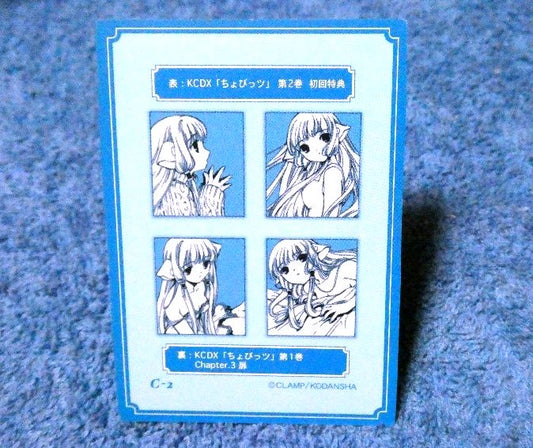 表：KCDX「ちょびっツ」 第2巻 初回特典
裏：KCDX「ちょびっツ」第1巻
Chapter.3 扉
C-2
©CLAMP/KODANSHA